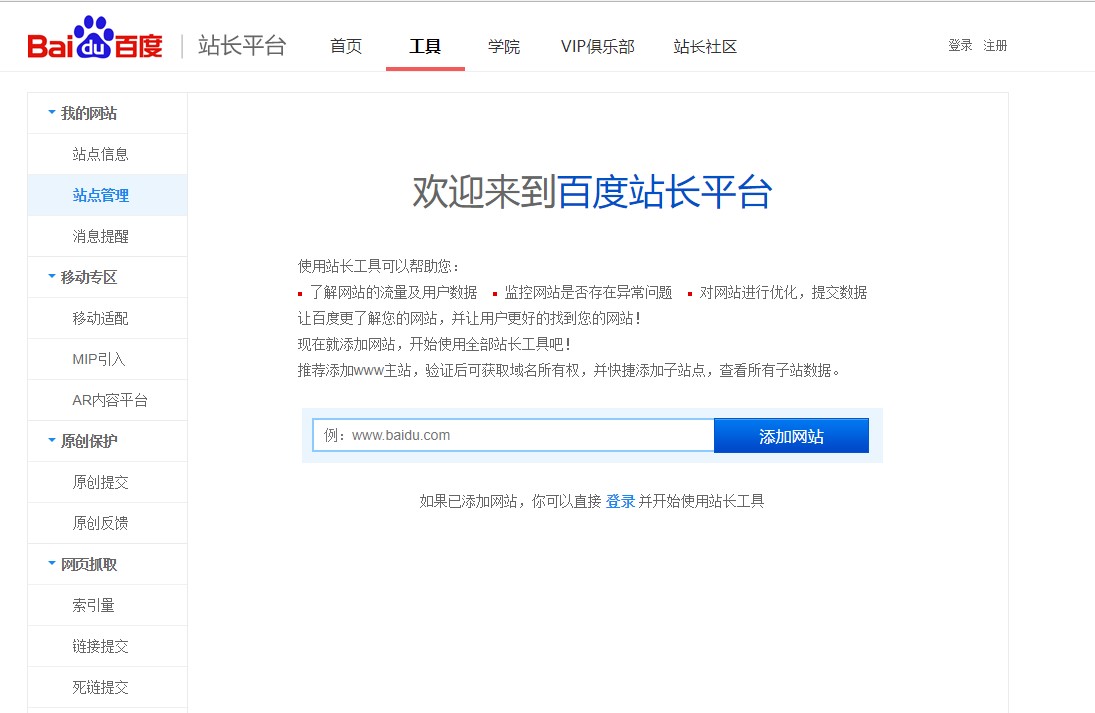 Bai du 百度 | 站长平台 首页 工具 学院 VIP俱乐部 站长社区 登录 注册
我的网站
站点信息
站点管理
消息提醒
移动专区
移动适配
MIP引入
AR内容平台
原创保护
原创提交
原创反馈
网页抓取
索引量
链接提交
死链提交
欢迎来到百度站长平台
使用站长工具可以帮助您：
了解网站的流量及用户数据 监控网站是否存在异常问题 对网站进行优化，提交数据
让百度更了解您的网站，并让用户更好的找到您的网站！
现在就添加网站，开始使用全部站长工具吧！
推荐添加www主站，验证后可获取域名所有权，并快捷添加子站点，查看所有子站数据。
例：www.baidu.com 添加网站
如果已添加网站，你可以直接 登录 并开始使用站长工具